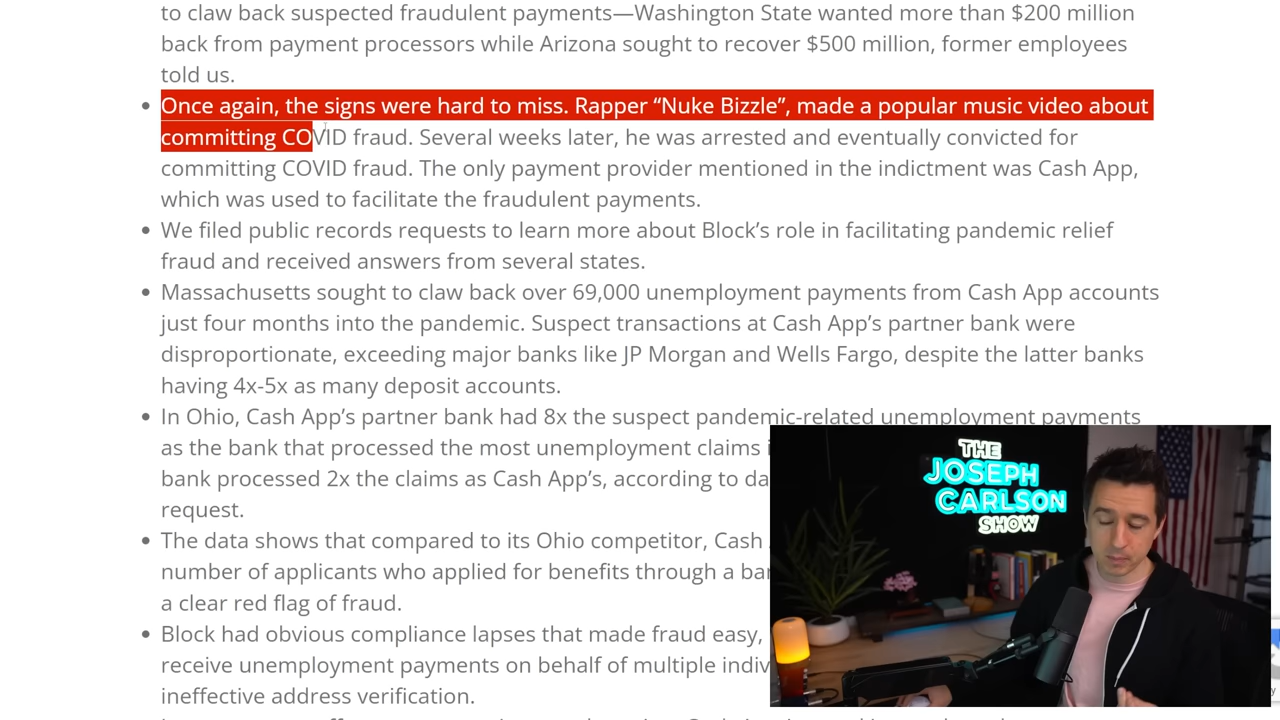 to claw back suspected fraudulent payments—Washington State wanted more than $200 million
back from payment processors while Arizona sought to recover $500 million, former employees
told us.
Once again, the signs were hard to miss. Rapper “Nuke Bizzle”, made a popular music video about
committing COVID fraud. Several weeks later, he was arrested and eventually convicted for
committing COVID fraud. The only payment provider mentioned in the indictment was Cash App,
which was used to facilitate the fraudulent payments.
We filed public records requests to learn more about Block’s role in facilitating pandemic relief
fraud and received answers from several states.
Massachusetts sought to claw back over 69,000 unemployment payments from Cash App accounts
just four months into the pandemic. Suspect transactions at Cash App’s partner bank were
disproportionate, exceeding major banks like JP Morgan and Wells Fargo, despite the latter banks
having 4x-5x as many deposit accounts.
In Ohio, Cash App’s partner bank had 8x the suspect pandemic-related unemployment payments
as the bank that processed the most unemployment claims
bank processed 2x the claims as Cash App’s, according to
request.
The data shows that compared to its Ohio competitor, Cash
number of applicants who applied for benefits through a
a clear red flag of fraud.
Block had obvious compliance lapses that made fraud easy,
receive unemployment payments on behalf of multiple
ineffective address verification.
THE
JOSEPH
CARLSON
SHOW